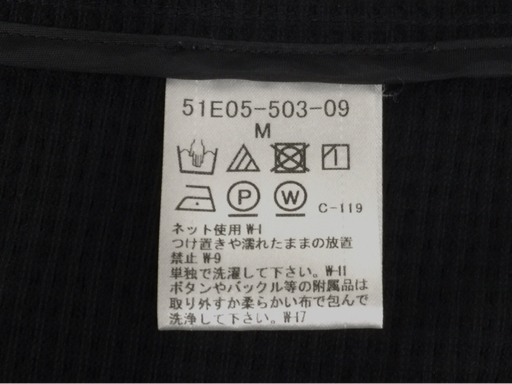 51E05-503-09
M
P W C-119
ネット使用 W-1
つけ置きや濡れたままの放置
禁止 W-9
単独で洗濯して下さい。W-11
ボタンやバックル等の附属品は
取り外すか柔らかい布で包んで
洗浄して下さい。W-17